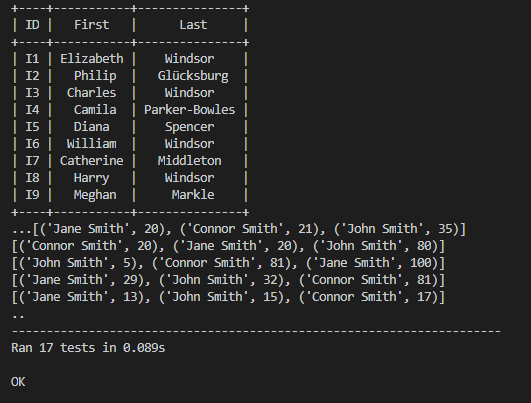 +----+-----------+---------------+
| ID |   First   |      Last     |
+----+-----------+---------------+
| I1 | Elizabeth |    Windsor    |
| I2 |   Philip  |   Glücksburg  |
| I3 |  Charles  |    Windsor    |
| I4 |   Camila  | Parker-Bowles |
| I5 |   Diana   |    Spencer    |
| I6 |  William  |    Windsor    |
| I7 | Catherine |   Middleton   |
| I8 |   Harry   |    Windsor    |
| I9 |   Meghan  |     Markle    |
+----+-----------+---------------+
...[('Jane Smith', 20), ('Connor Smith', 21), ('John Smith', 35)]
[('Connor Smith', 20), ('Jane Smith', 20), ('John Smith', 80)]
[('John Smith', 5), ('Connor Smith', 81), ('Jane Smith', 100)]
[('Jane Smith', 29), ('John Smith', 32), ('Connor Smith', 81)]
[('Jane Smith', 13), ('John Smith', 15), ('Connor Smith', 17)]
..
----------------------------------------------------------------------
Ran 17 tests in 0.089s
OK